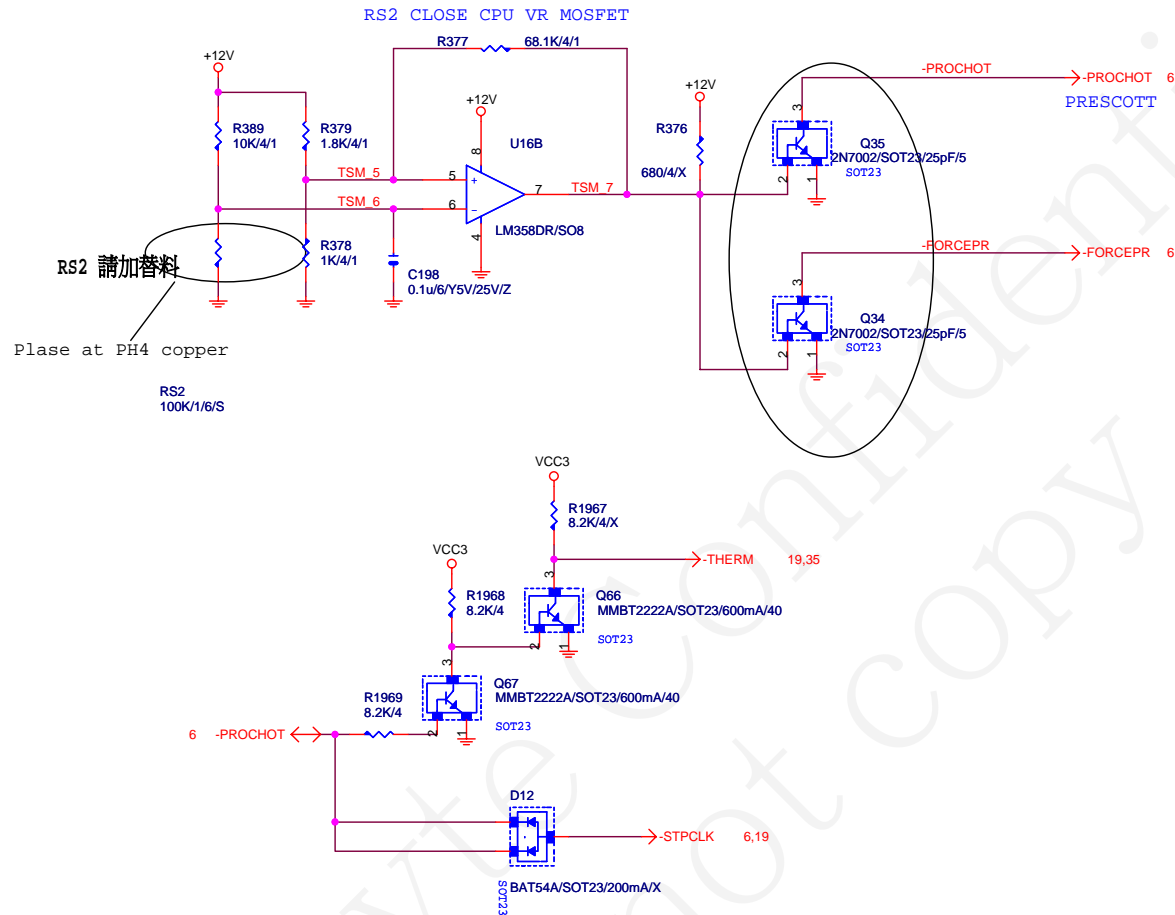 RS2 CLOSE CPU VR MOSFET
R377
68.1K/4/1
+12V
+12V
+12V
R389
10K/4/1
R379
1.8K/4/1
TSM_5
TSM_6
5
6
8
4
7
U16B
LM358DR/SO8
TSM_7
R376
680/4/X
R378
1K/4/1
C198
0.1u/6/Y5V/25V/Z
RS2 請加替料
Plase at PH4 copper
RS2
100K/1/6/S
-PROCHOT
-PROCHOT 6
PRESCOTT
3
2
1
Q35
2N7002/SOT23/25pF/5
SOT23
-FORCEPR
-FORCEPR 6
3
2
1
Q34
2N7002/SOT23/25pF/5
SOT23
VCC3
R1967
8.2K/4/X
-THERM 19,35
VCC3
R1968
8.2K/4
3
2
1
Q66
MMBT2222A/SOT23/600mA/40
SOT23
3
2
1
Q67
MMBT2222A/SOT23/600mA/40
SOT23
R1969
8.2K/4
6 -PROCHOT
D12
-STPCLK 6,19
BAT54A/SOT23/200mA/X
SOT23
yte Confident
not copy